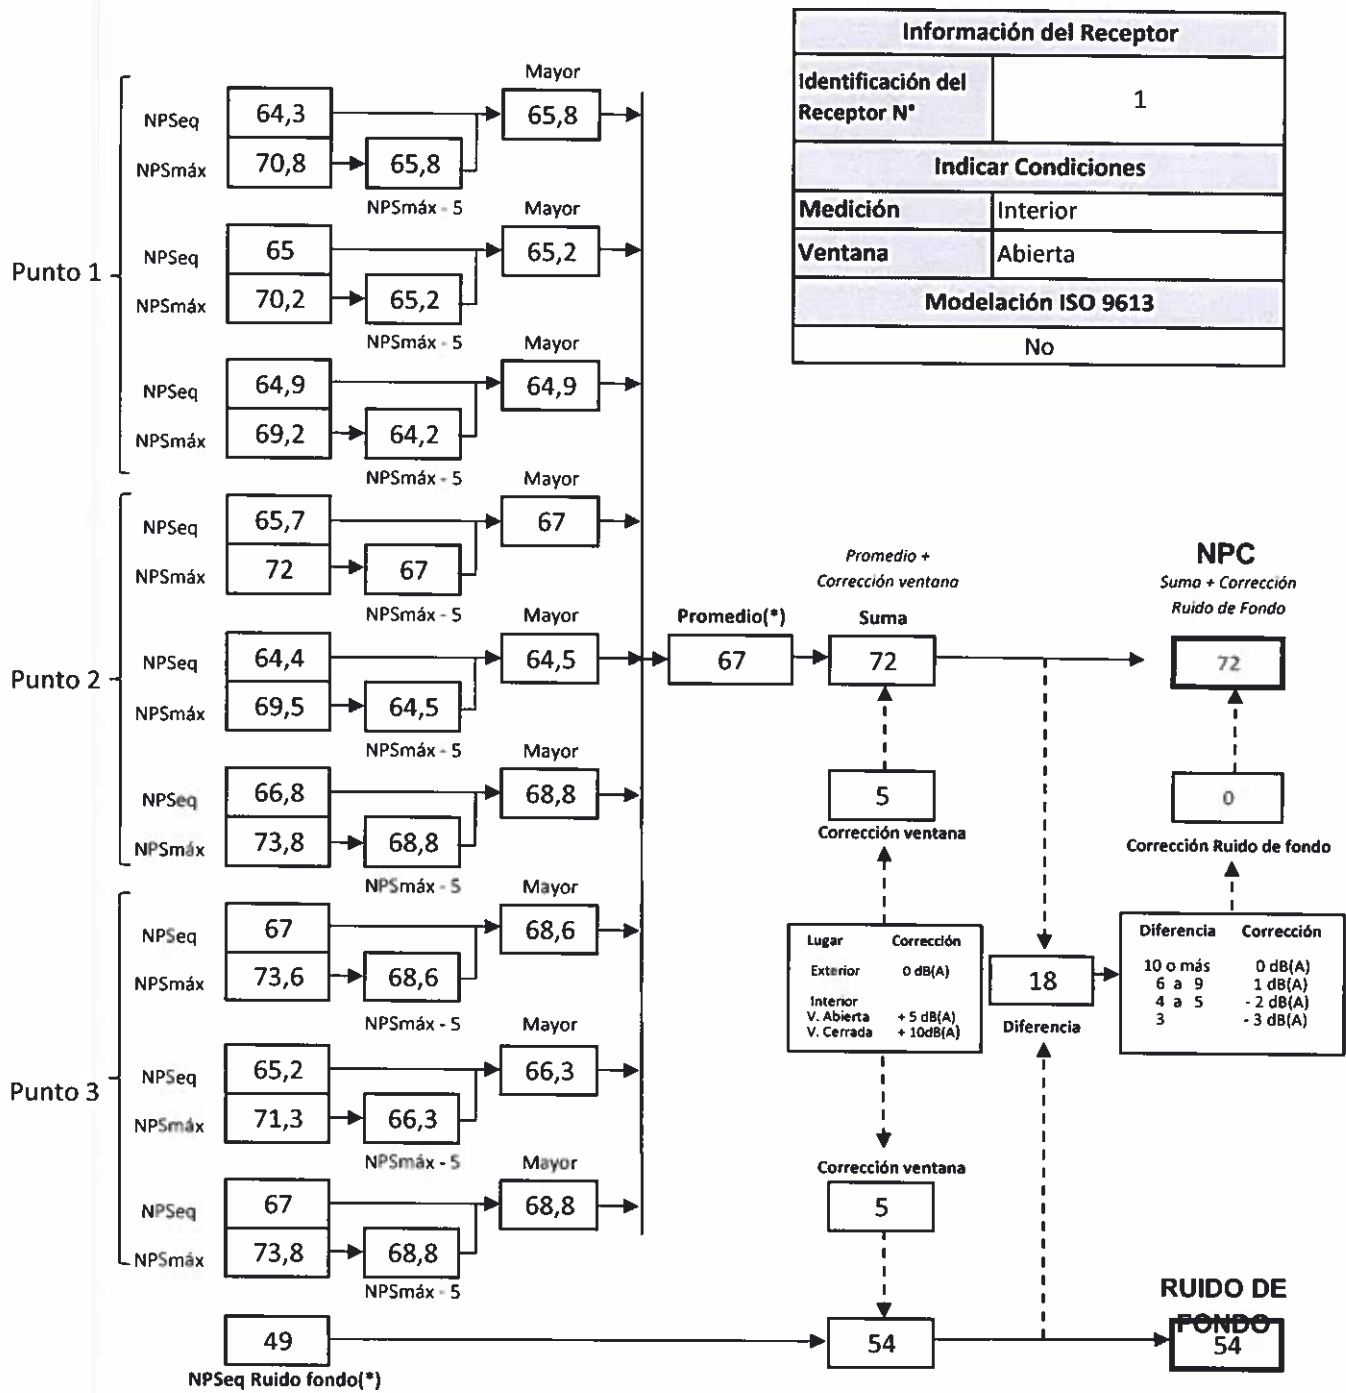 Información del Receptor
Identificación del Receptor N° 1
Indicar Condiciones
Medición Interior
Ventana Abierta
Modelación ISO 9613
No
Punto 1
Mayor
NPSeq 64,3 65,8
NPSmáx 70,8 65,8
NPSmáx - 5
Mayor
NPSeq 65 65,2
NPSmáx 70,2 65,2
NPSmáx - 5
Mayor
NPSeq 64,9 64,9
NPSmáx 69,2 64,2
NPSmáx - 5
Punto 2
Mayor
NPSeq 65,7 67
NPSmáx 72 67
NPSmáx - 5
Mayor
NPSeq 64,4 64,5
NPSmáx 69,5 64,5
NPSmáx - 5
Mayor
NPSeq 66,8 68,8
NPSmáx 73,8 68,8
NPSmáx - 5
Punto 3
Mayor
NPSeq 67 68,6
NPSmáx 73,6 68,6
NPSmáx - 5
Mayor
NPSeq 65,2 66,3
NPSmáx 71,3 66,3
NPSmáx - 5
Mayor
NPSeq 67 68,8
NPSmáx 73,8 68,8
NPSmáx - 5
49
NPSeq Ruido fondo(*)
Promedio(*)
67
Promedio +
Corrección ventana
Suma
72
5
Corrección ventana
Lugar Corrección
Exterior 0 dB(A)
Interior
V. Abierta + 5 dB(A)
V. Cerrada + 10dB(A)
Corrección ventana
5
54
18
Diferencia
NPC
Suma + Corrección
Ruido de Fondo
72
0
Corrección Ruido de fondo
Diferencia Corrección
10 o más 0 dB(A)
6 a 9 1 dB(A)
4 a 5 - 2 dB(A)
3 - 3 dB(A)
RUIDO DE
FONDO
54